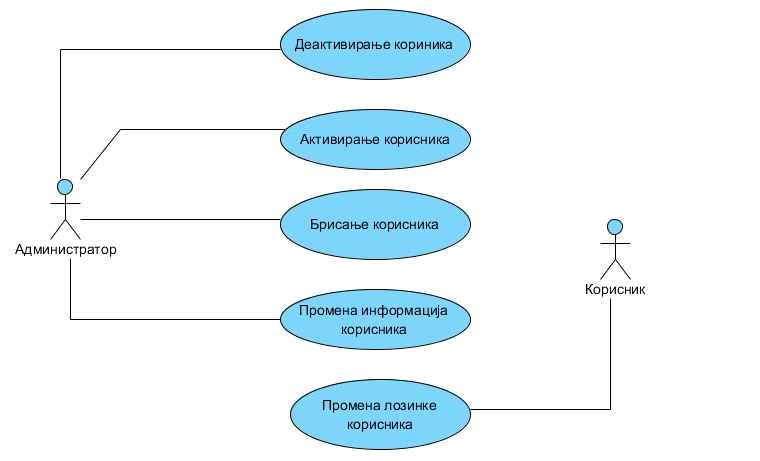 Деактивирање кориника
Активирање корисника
Брисање корисника
Администратор
Корисник
Промена информација
корисника
Промена лозинке
корисника